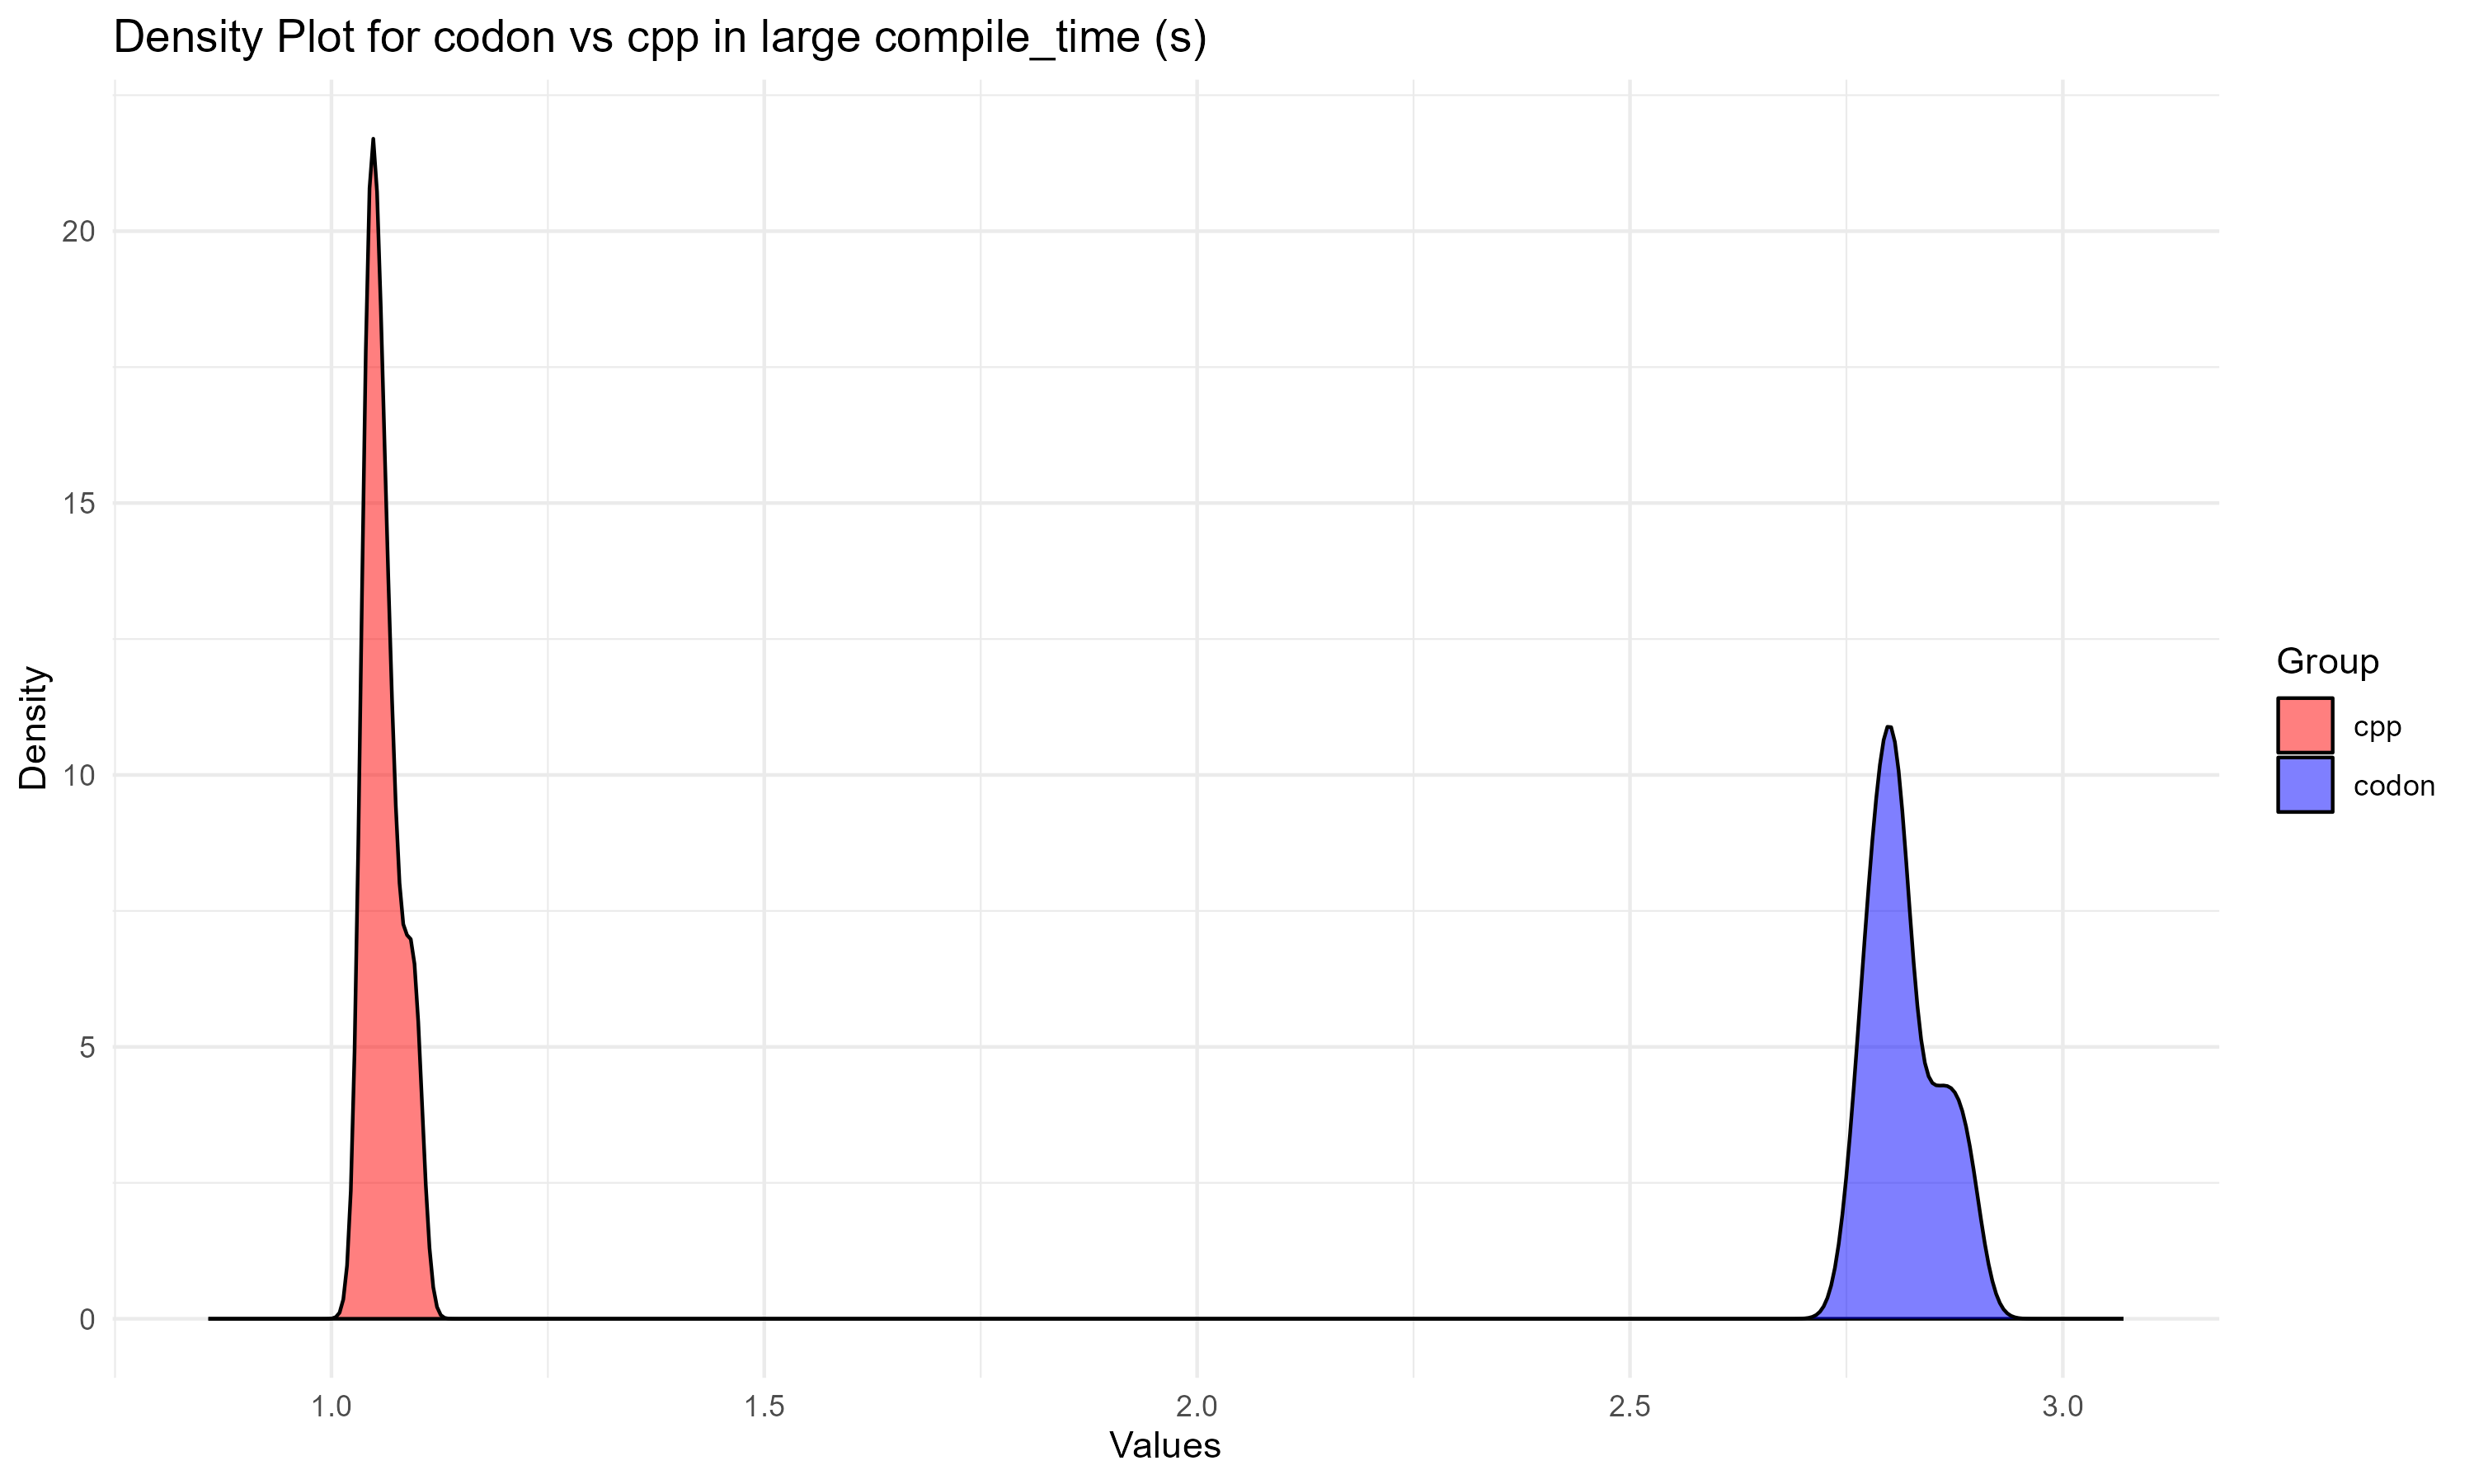 Density Plot for codon vs cpp in large compile_time (s)
Density
20
15
10
5
0
1.0
1.5
2.0
2.5
3.0
Values
Group
cpp
codon